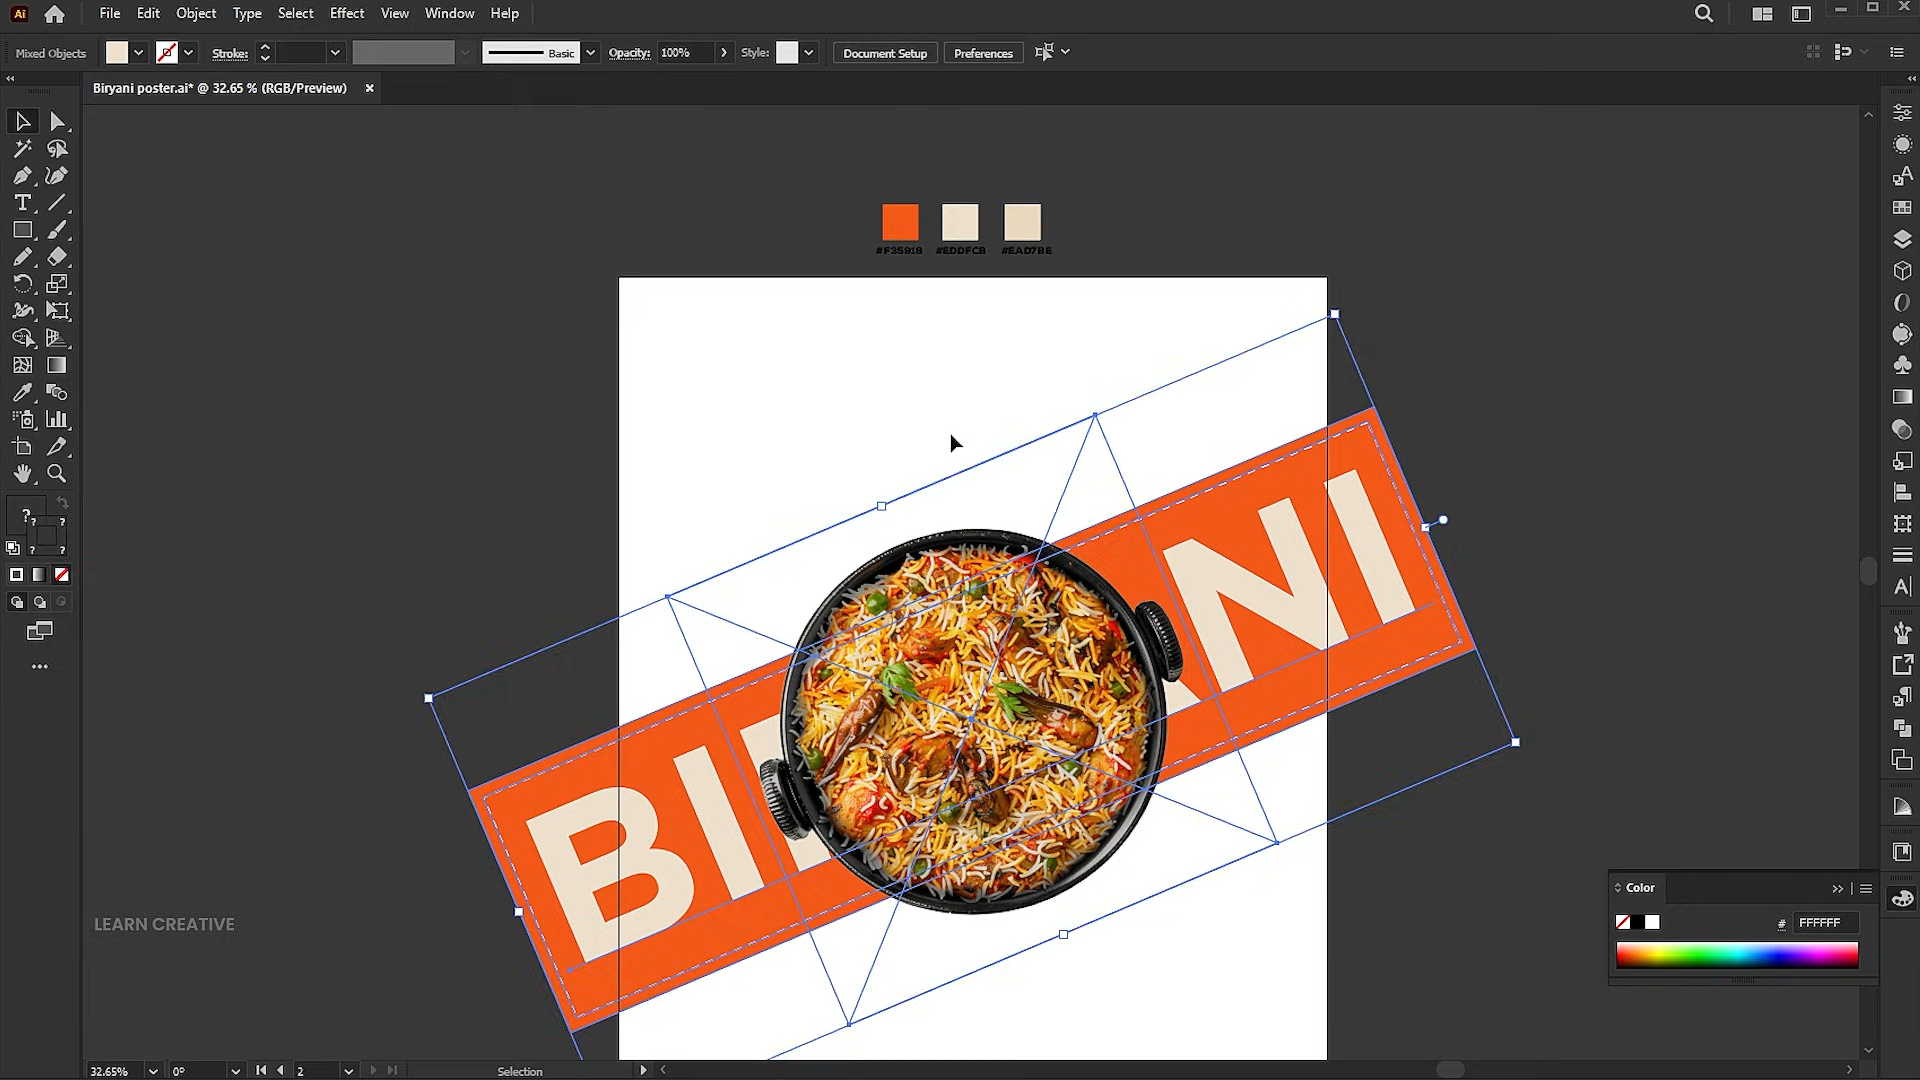 Ai File Edit Object Type Select Effect View Window Help
Mixed Objects Stroke: Basic Opacity: 100% Style: Document Setup Preferences
Biryani poster.ai* @ 32.65 % (RGB/Preview) ×
#F35918 #EDDFCB #EAD7BE
BI ANI
Color
# FFFFFF
LEARN CREATIVE
32.65% 0° 2 Selection